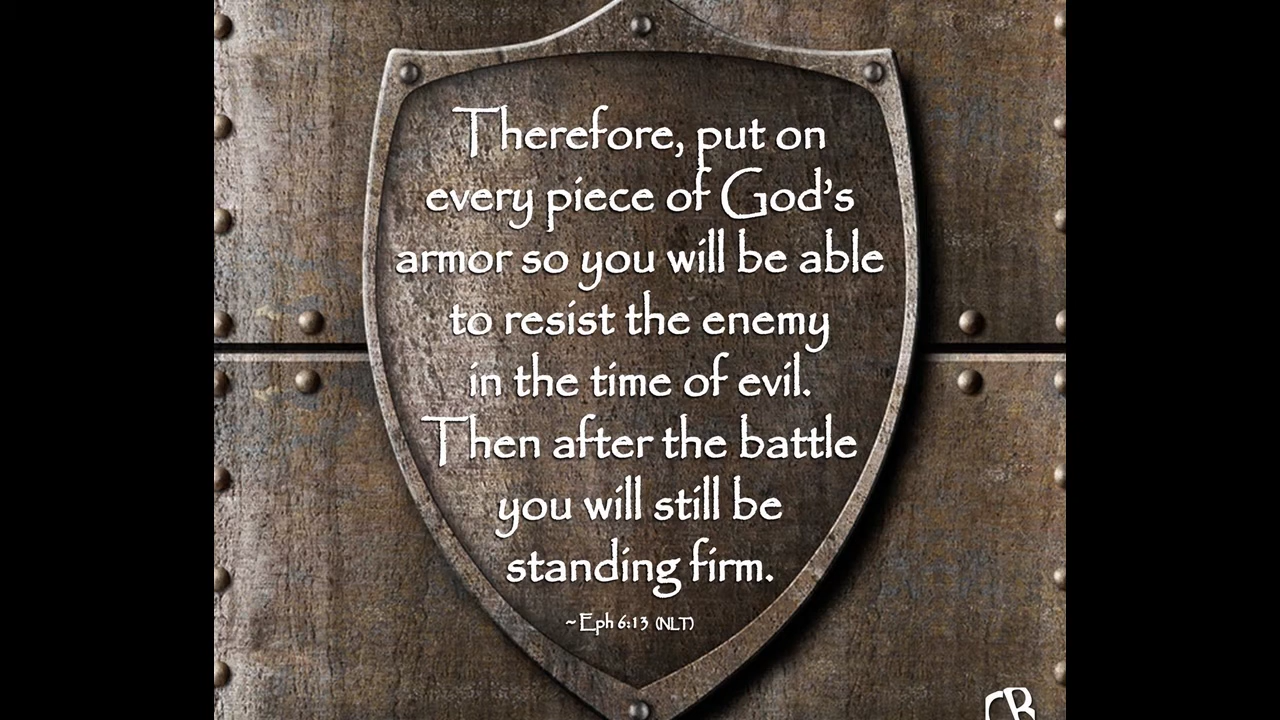 Therefore, put on
every piece of God's
armor so you will be able
to resist the enemy
in the time of evil.
Then after the battle
you will still be
standing firm.
~ Eph 6:13 (NLT)